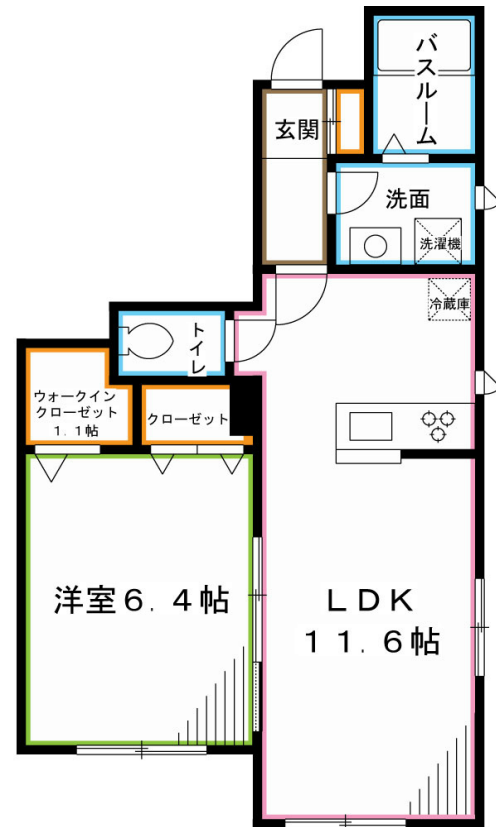 バスルーム
玄関
洗面
洗濯機
冷蔵庫
トイレ
ウォークイン
クローゼット
1.1帖
クローゼット
洋室6.4帖
LDK
11.6帖